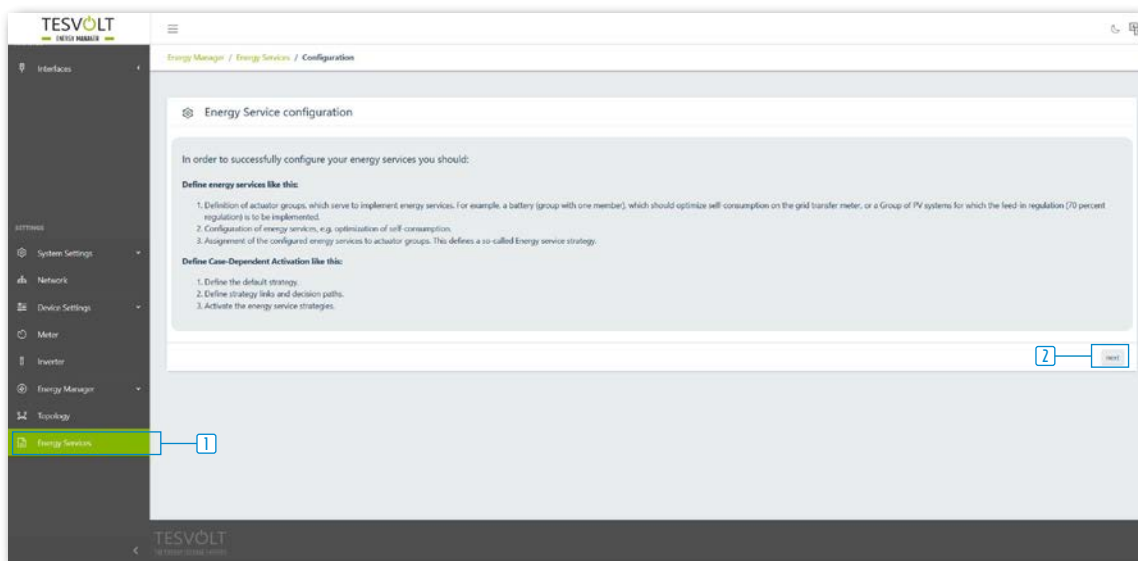 TESVOLT
ENERGY MANAGER
Interfaces
Energy Manager / Energy Services / Configuration
Energy Service configuration
In order to successfully configure your energy services you should:
Define energy services like this:
1. Definition of actuator groups, which serve to implement energy services. For example, a battery (group with one member), which should optimize self-consumption on the grid transfer meter, or a Group of PV systems for which the feed-in regulation (70 percent
regulation) is to be implemented.
2. Configuration of energy services, e.g. optimization of self-consumption.
3. Assignment of the configured energy services to actuator groups. This defines a so-called Energy service strategy.
Define Case-Dependent Activation like this:
1. Define the default strategy.
2. Define strategy links and decision paths.
3. Activate the energy service strategies.
SETTINGS
System Settings
Network
Device Settings
Meter
Inverter
2
next
Energy Manager
Topology
Energy Services
1
TESVOLT